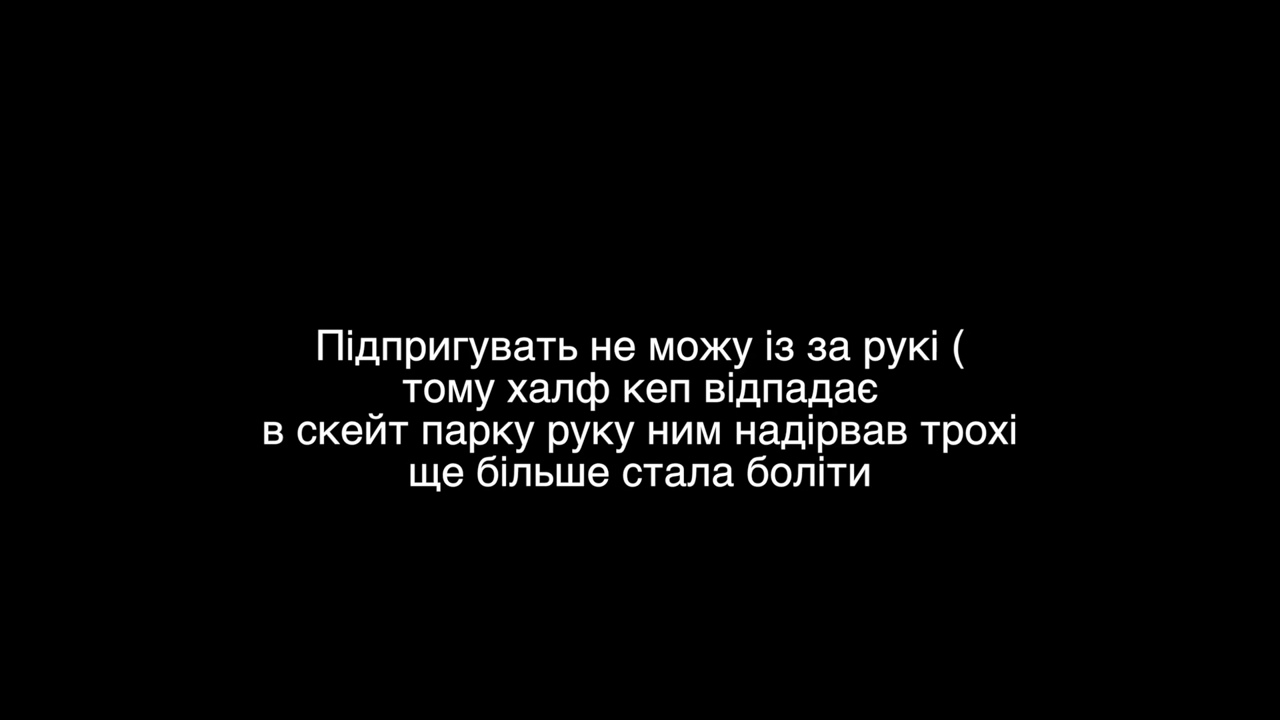 Підпригувать не можу із за рукі (
тому халф кеп відпадає
в скейт парку руку ним надірвав трохі
ще більше стала боліти